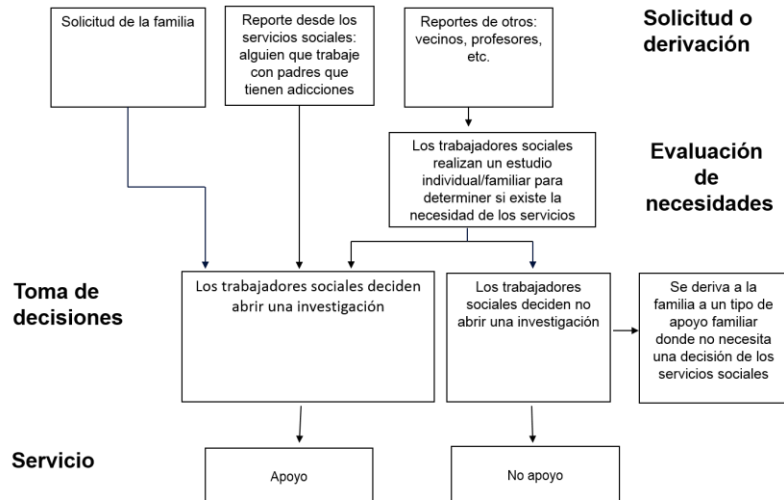 Solicitud de la familia
Reporte desde los
servicios sociales:
alguien que trabaje
con padres que
tienen adicciones
Reportes de otros:
vecinos, profesores,
etc.
Solicitud o
derivación
Los trabajadores sociales
realizan un estudio
individual/familiar para
determiner si existe la
necesidad de los servicios
Evaluación
de
necesidades
Toma de
decisiones
Los trabajadores sociales deciden
abrir una investigación
Los trabajadores
sociales deciden no
abrir una investigación
Se deriva a la
familia a un tipo de
apoyo familiar
donde no necesita
una decisión de los
servicios sociales
Servicio
Apoyo
No apoyo